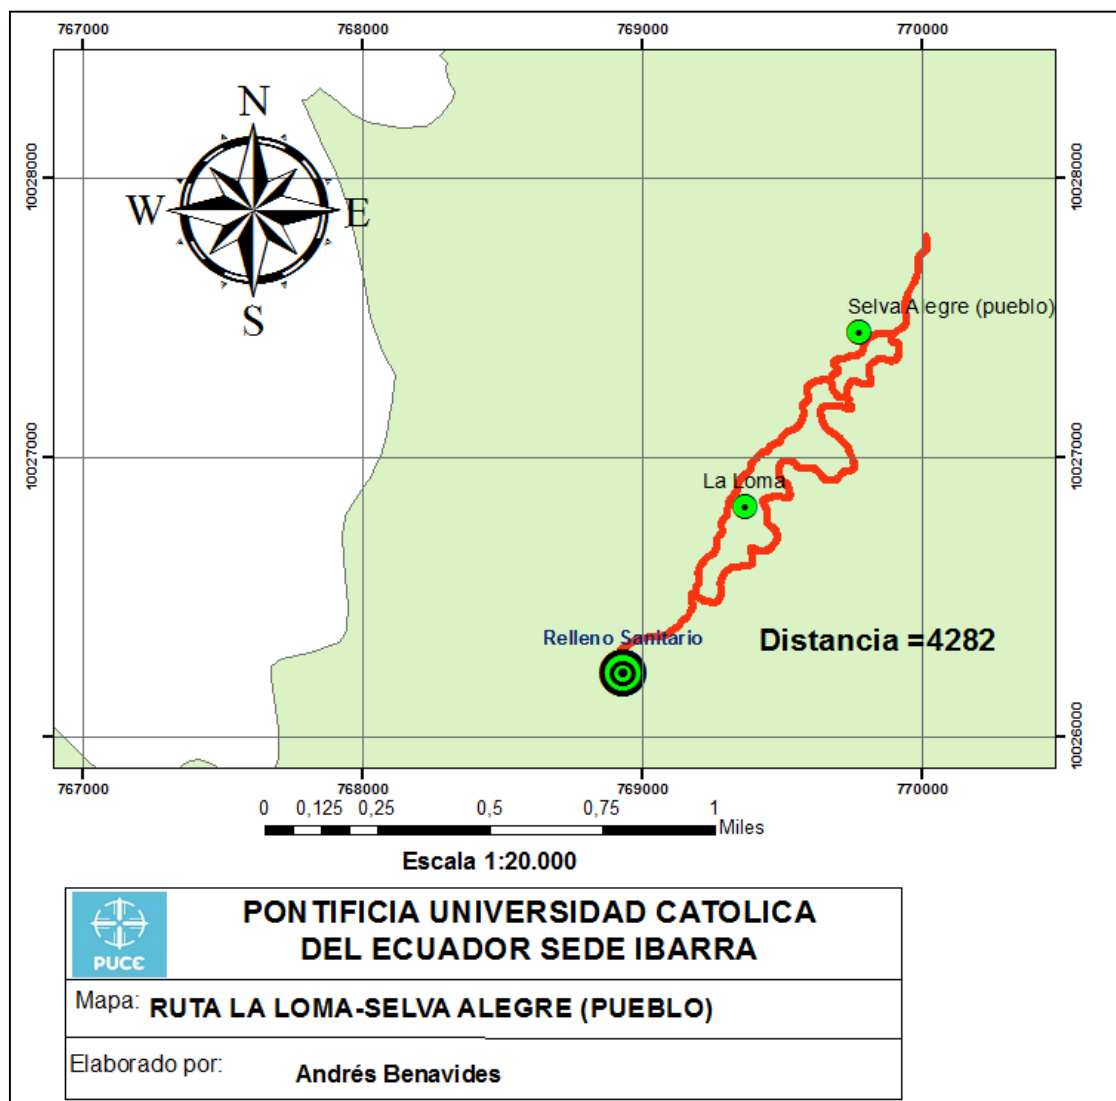 767000 768000 769000 770000
N
W E
S
10028000 10028000
Selva Alegre (pueblo)
10027000 10027000
La Loma
Relleno Sanitario
Distancia =4282
10026000 10026000
767000 768000 769000 770000
0 0,125 0,25 0,5 0,75 1
Miles
Escala 1:20.000
PUCE
PONTIFICIA UNIVERSIDAD CATOLICA
DEL ECUADOR SEDE IBARRA
Mapa: RUTA LA LOMA-SELVA ALEGRE (PUEBLO)
Elaborado por: Andrés Benavides